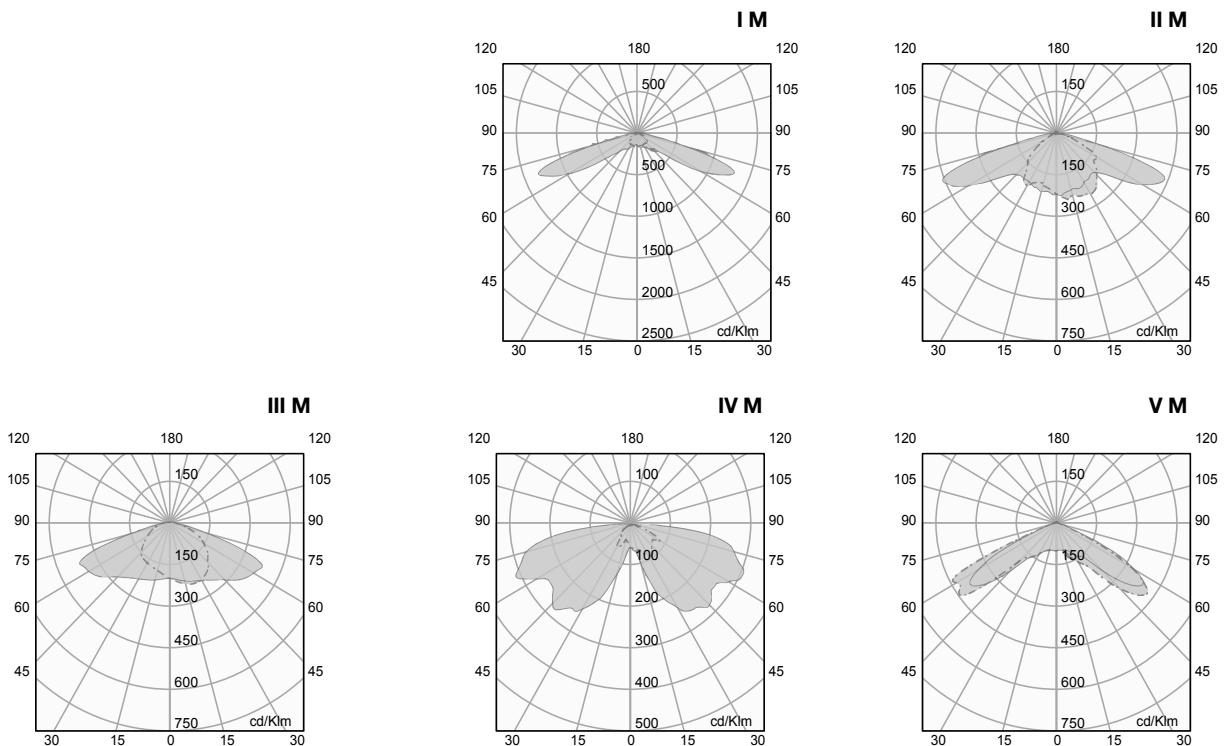 I M
120 180 120
105 500 105
90 90
75 500 75
60 1000 60
1500
45 2000 45
2500 cd/Klm
30 15 0 15 30
II M
120 180 120
105 150 105
90 90
75 150 75
60 300 60
450
45 600 45
750 cd/Klm
30 15 0 15 30
III M
120 180 120
105 150 105
90 90
75 150 75
60 300 60
450
45 600 45
750 cd/Klm
30 15 0 15 30
IV M
120 180 120
105 100 105
90 90
75 100 75
60 200 60
300
45 400 45
500 cd/Klm
30 15 0 15 30
V M
120 180 120
105 150 105
90 90
75 150 75
60 300 60
450
45 600 45
750 cd/Klm
30 15 0 15 30